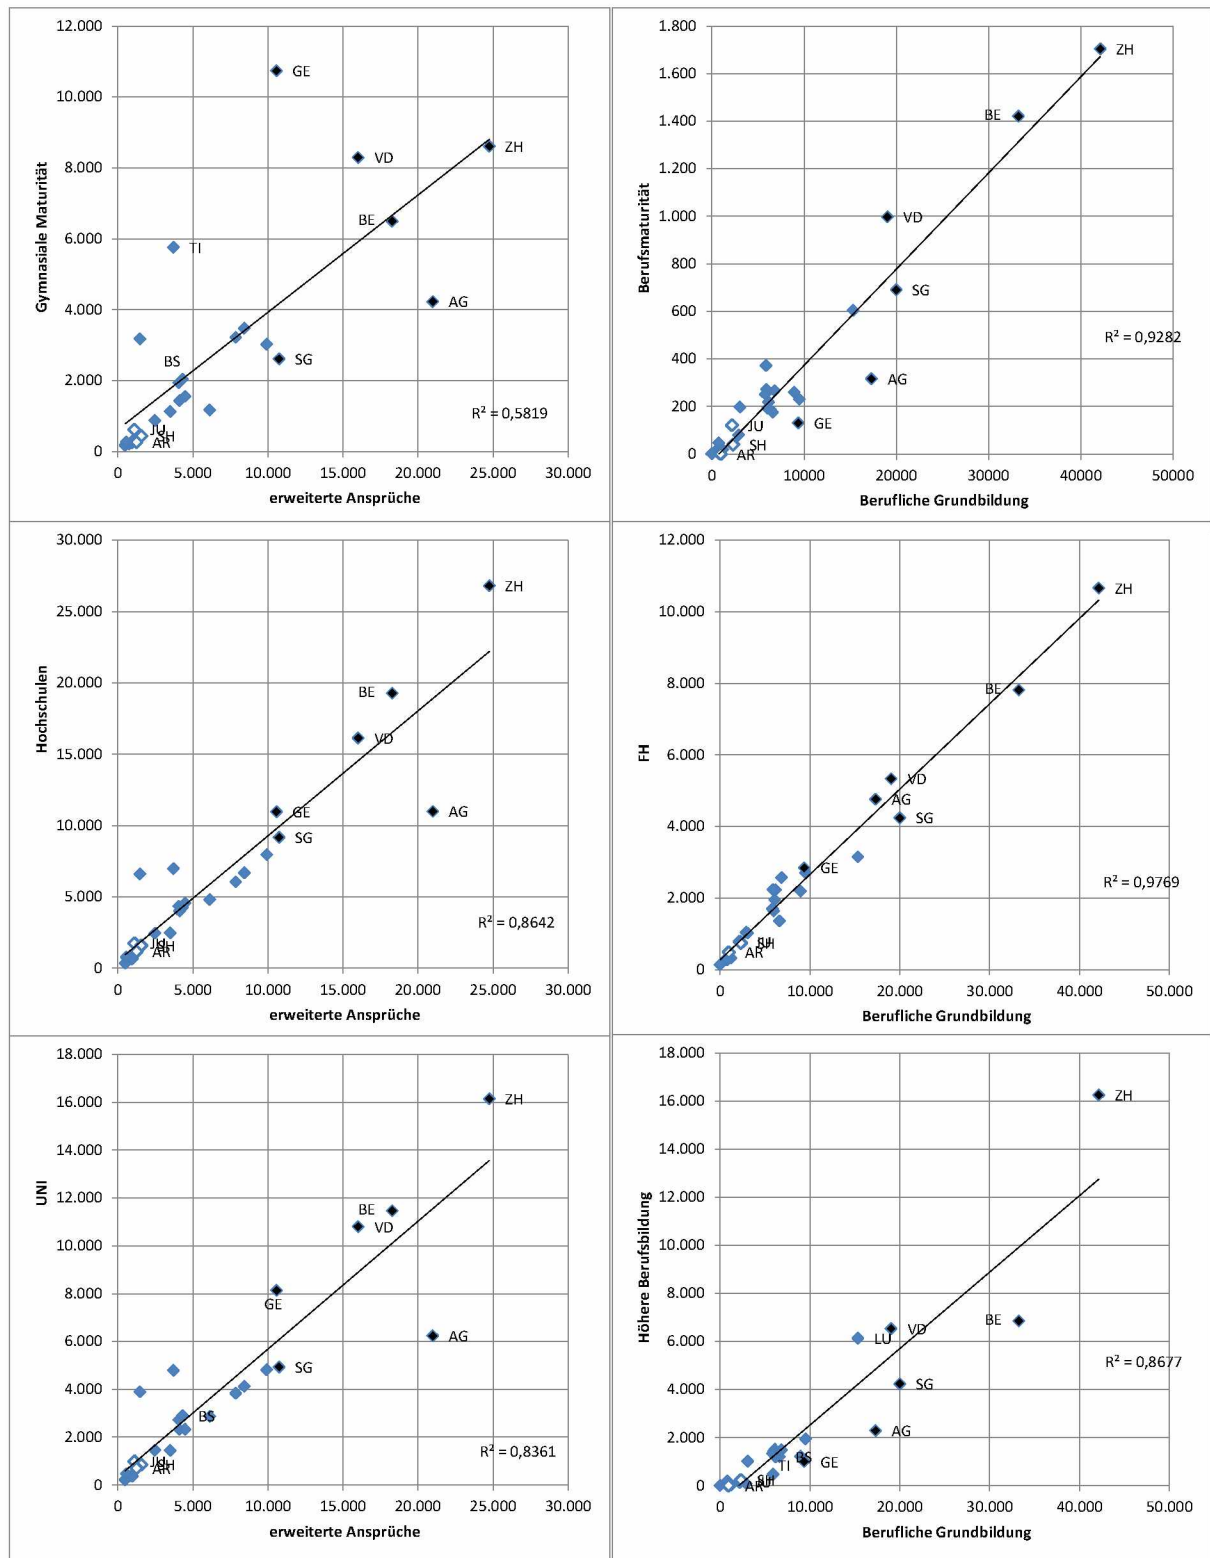 12.000
10.000
8.000
6.000
4.000
2.000
0
Gymnasiale Maturität
GE
VD
ZH
BE
TI
AG
SG
BS
JU
SH
AR
R² = 0,5819
0 5.000 10.000 15.000 20.000 25.000 30.000
erweiterte Ansprüche
1.800
1.600
1.400
1.200
1.000
800
600
400
200
0
Berufsmaturität
ZH
BE
VD
SG
R² = 0,9282
AG
GE
JU
SH
AR
0 10000 20000 30000 40000 50000
Berufliche Grundbildung
30.000
25.000
20.000
15.000
10.000
5.000
0
Hochschulen
ZH
BE
VD
GE
AG
SG
R² = 0,8642
JU
SH
AR
0 5.000 10.000 15.000 20.000 25.000 30.000
erweiterte Ansprüche
12.000
10.000
8.000
6.000
4.000
2.000
0
FH
ZH
BE
VD
AG
SG
GE
R² = 0,9769
JU
SH
AR
0 10.000 20.000 30.000 40.000 50.000
Berufliche Grundbildung
18.000
16.000
14.000
12.000
10.000
8.000
6.000
4.000
2.000
0
UNI
ZH
BE
VD
GE
AG
SG
BS
R² = 0,8361
JU
SH
AR
0 5.000 10.000 15.000 20.000 25.000 30.000
erweiterte Ansprüche
18.000
16.000
14.000
12.000
10.000
8.000
6.000
4.000
2.000
0
Höhere Berufsbildung
ZH
BE
VD
LU
R² = 0,8677
SG
AG
BS
GE
TI
SH
JU
AR
0 10.000 20.000 30.000 40.000 50.000
Berufliche Grundbildung